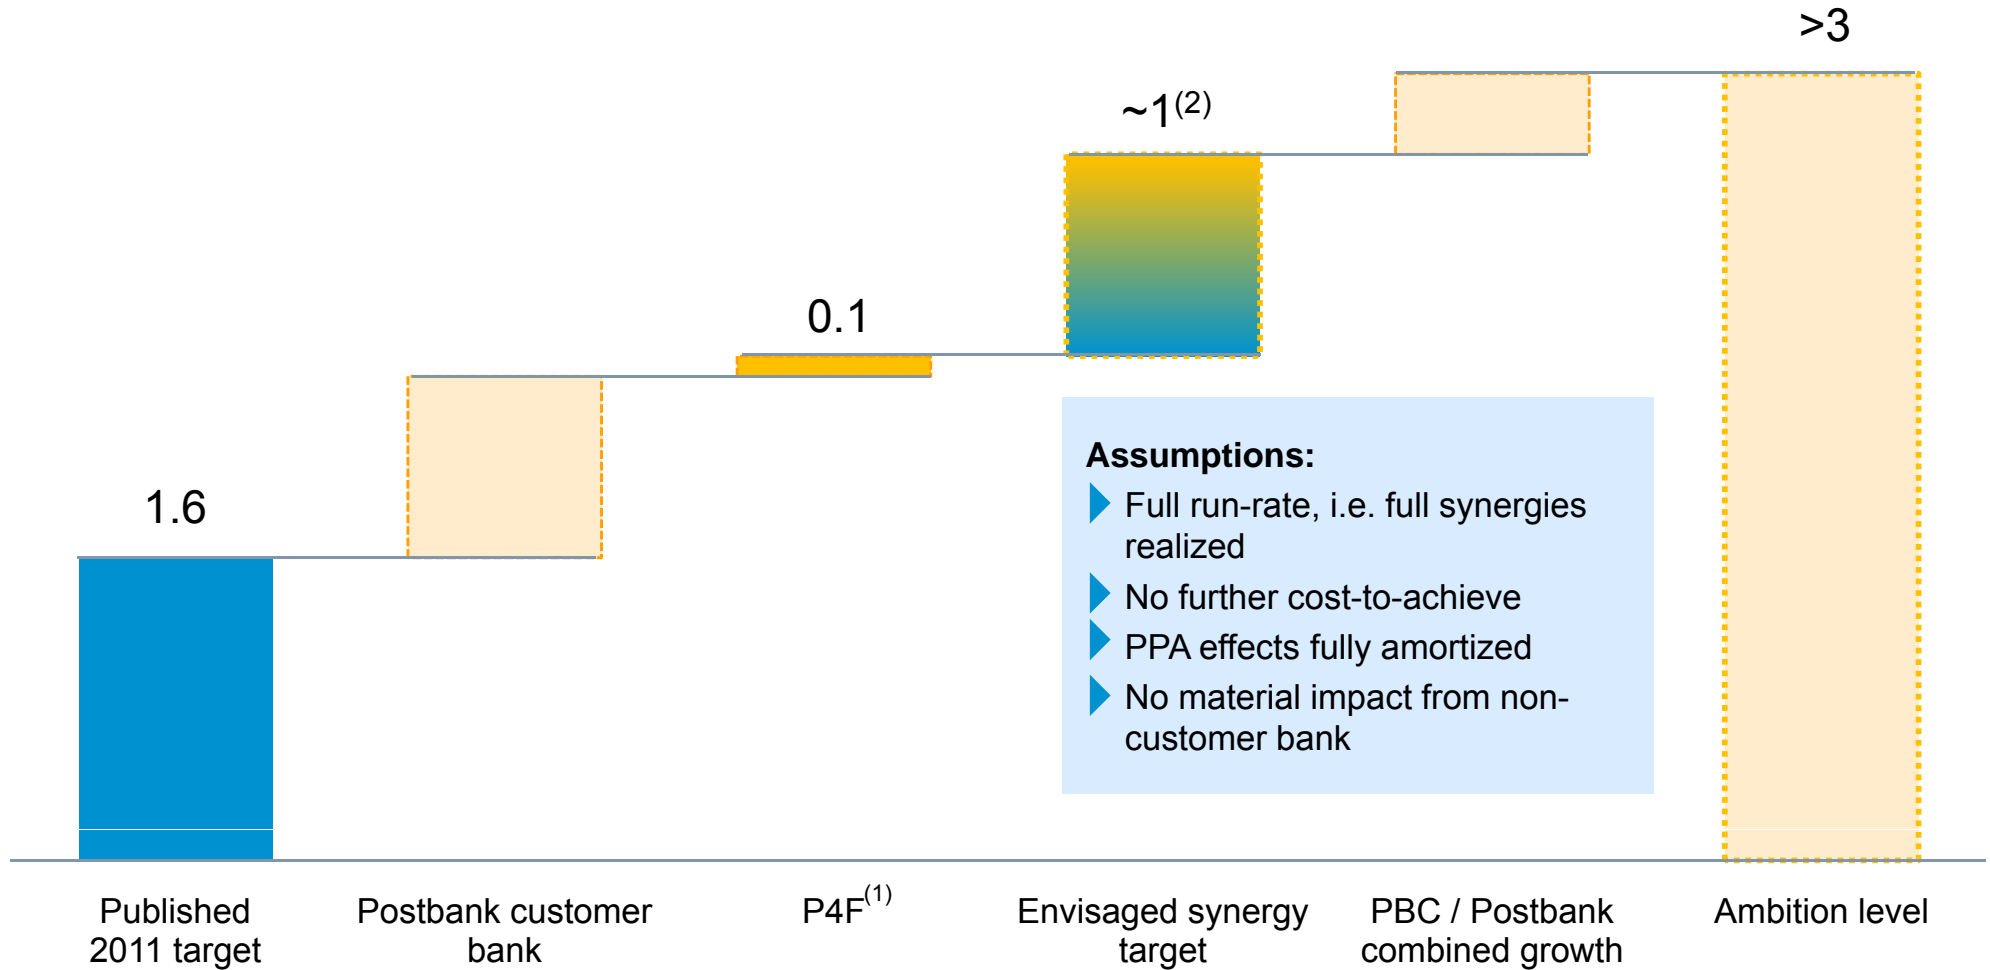 >3
~1(2)
0.1
1.6
Assumptions:
Full run-rate, i.e. full synergies
realized
No further cost-to-achieve
PPA effects fully amortized
No material impact from non-
customer bank
Published
2011 target
Postbank customer
bank
P4F(1)
Envisaged synergy
target
PBC / Postbank
combined growth
Ambition level